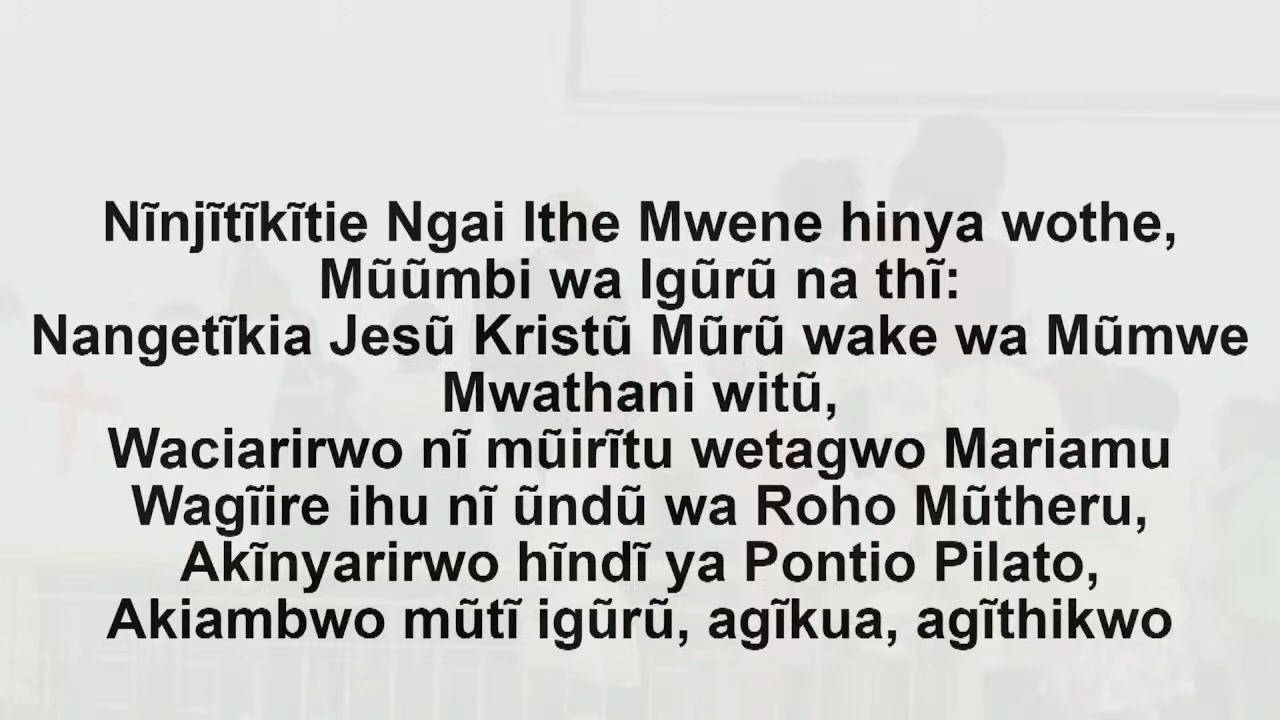 Nĩnjĩtĩkĩtie Ngai Ithe Mwene hinya wothe,
Mũũmbi wa Igũrũ na thĩ:
Nangetĩkia Jesũ Kristũ Mũrũ wake wa Mũmwe
Mwathani witũ,
Waciarirwo nĩ mũirĩtu wetagwo Mariamu
Wagĩire ihu nĩ ũndũ wa Roho Mũtheru,
Akĩnyarirwo hĩndĩ ya Pontio Pilato,
Akiambwo mũtĩ igũrũ, agĩkua, agĩthikwo